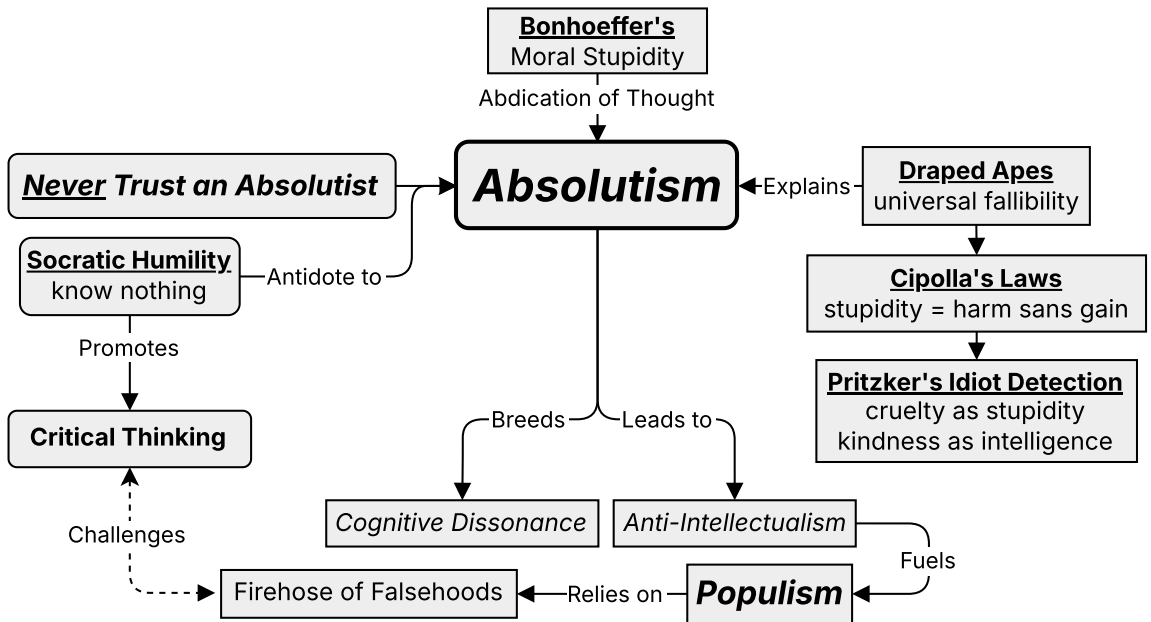 Bonhoeffer's
Moral Stupidity
Abdication of Thought
Never Trust an Absolutist
Absolutism
Explains
Draped Apes
universal fallibility
Socratic Humility
know nothing
Antidote to
Cipolla's Laws
stupidity = harm sans gain
Promotes
Pritzker's Idiot Detection
cruelty as stupidity
kindness as intelligence
Critical Thinking
Breeds
Leads to
Cognitive Dissonance
Anti-Intellectualism
Challenges
Fuels
Firehose of Falsehoods
Relies on
Populism